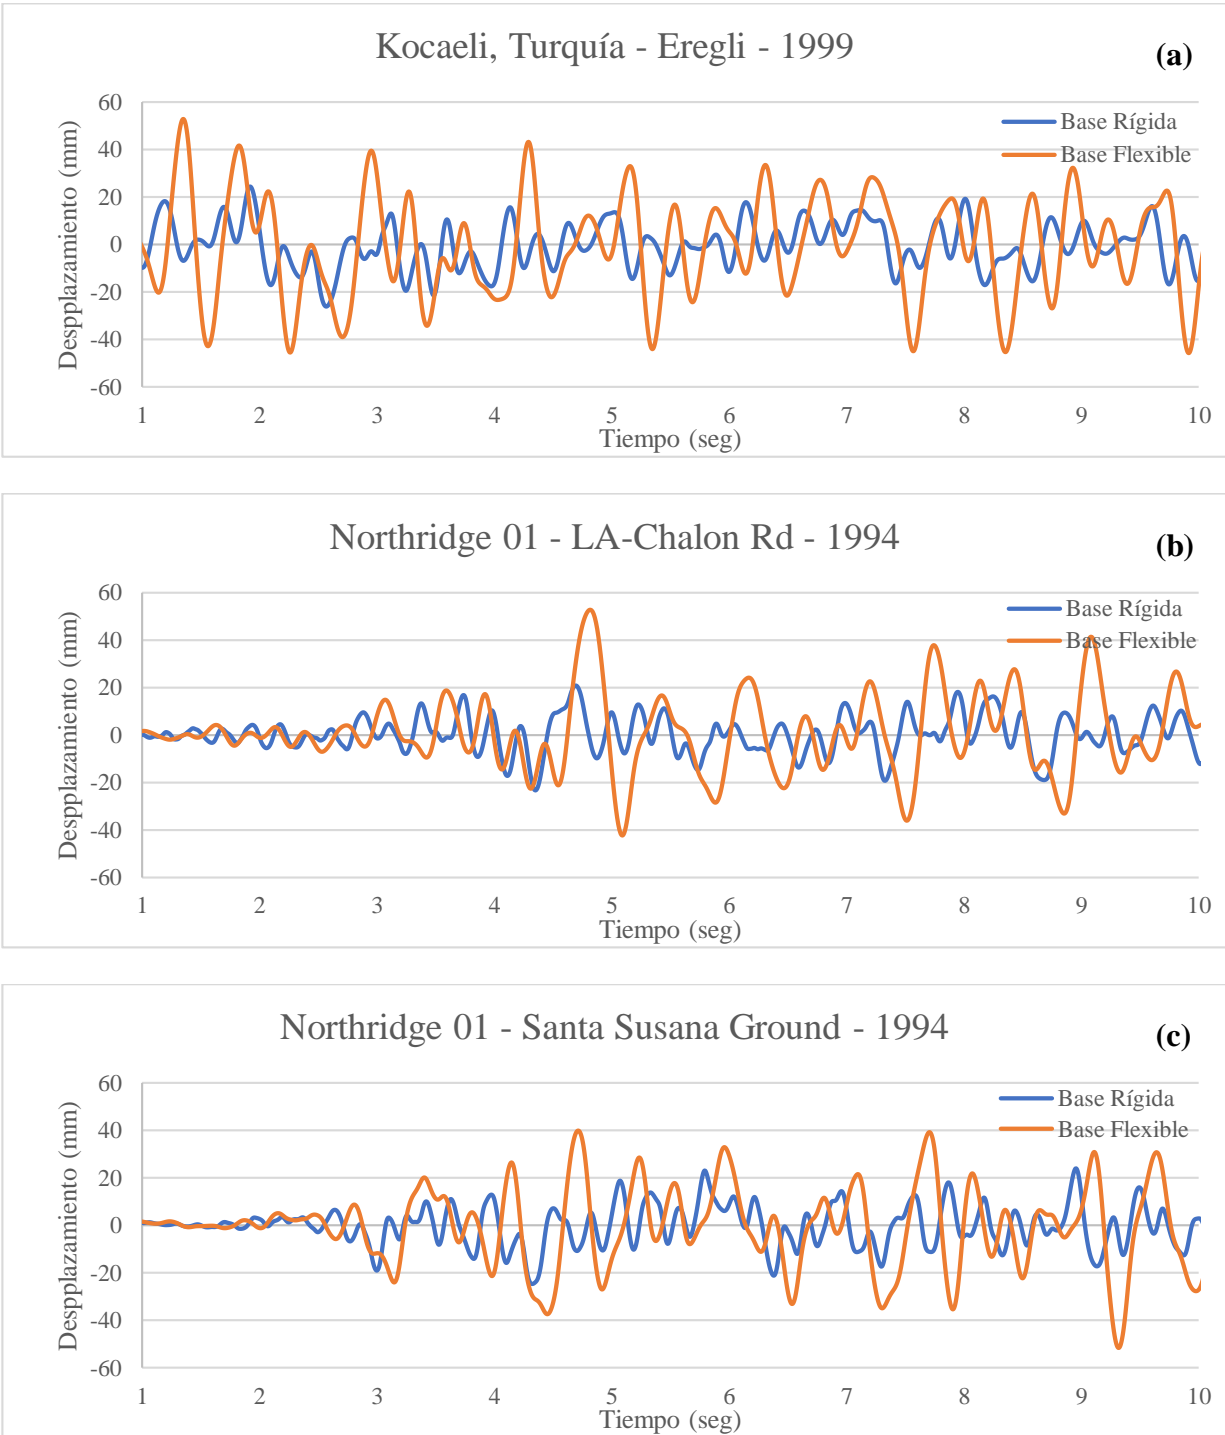 Kocaeli, Turquía - Eregli - 1999
(a)
60
40
20
0
-20
-40
-60
Despplazamiento (mm)
Base Rígida
Base Flexible
1 2 3 4 5 6 7 8 9 10
Tiempo (seg)
Northridge 01 - LA-Chalon Rd - 1994
(b)
60
40
20
0
-20
-40
-60
Despplazamiento (mm)
Base Rígida
Base Flexible
1 2 3 4 5 6 7 8 9 10
Tiempo (seg)
Northridge 01 - Santa Susana Ground - 1994
(c)
60
40
20
0
-20
-40
-60
Despplazamiento (mm)
Base Rígida
Base Flexible
1 2 3 4 5 6 7 8 9 10
Tiempo (seg)